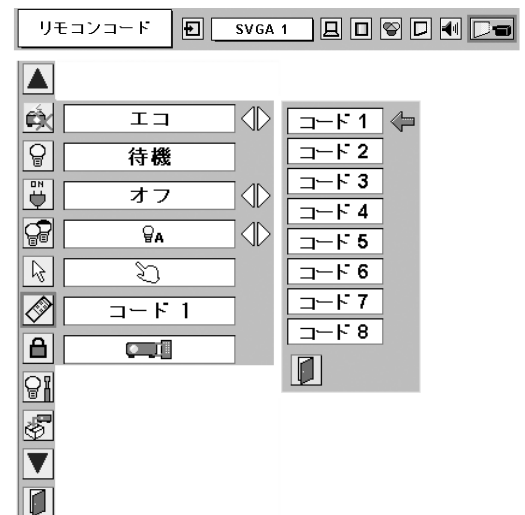 リモコンコード
SVGA 1
エコ
待機
ON
オフ
A
コード 1
コード 1
コード 2
コード 3
コード 4
コード 5
コード 6
コード 7
コード 8